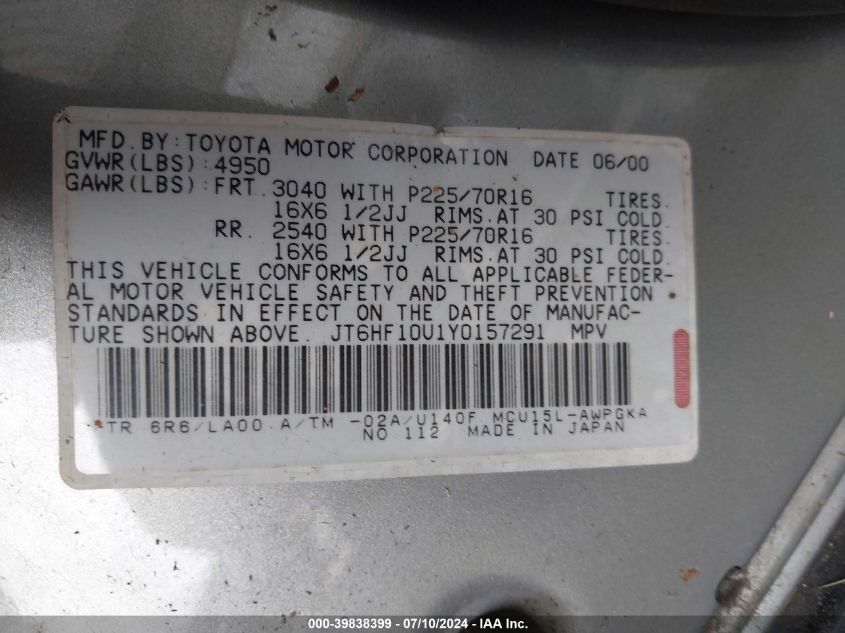 MFD. BY: TOYOTA MOTOR CORPORATION DATE 06/00
GVWR(LBS): 4950
GAWR(LBS): FRT. 3040 WITH P225/70R16 TIRES.
16X6 1/2JJ RIMS. AT 30 PSI COLD.
RR. 2540 WITH P225/70R16 TIRES.
16X6 1/2JJ RIMS. AT 30 PSI COLD.
THIS VEHICLE CONFORMS TO ALL APPLICABLE FEDER-
AL MOTOR VEHICLE SAFETY AND THEFT PREVENTION
STANDARDS IN EFFECT ON THE DATE OF MANUFAC-
TURE SHOWN ABOVE. JT6HF10U1Y0157291 MPV
TR 6R6/LA00 A/TM -02A/U140F MCU15L-AWPGKA
NO 112 MADE IN JAPAN
000-39838399 - 07/10/2024 - IAA Inc.